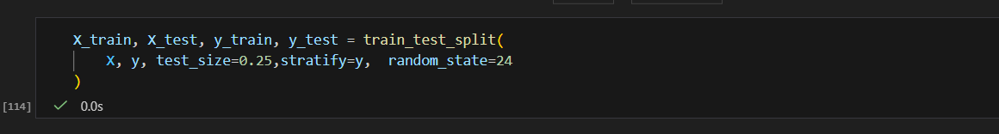 X_train, X_test, y_train, y_test = train_test_split(
    X, y, test_size=0.25,stratify=y,  random_state=24
)
[114] 0.0s